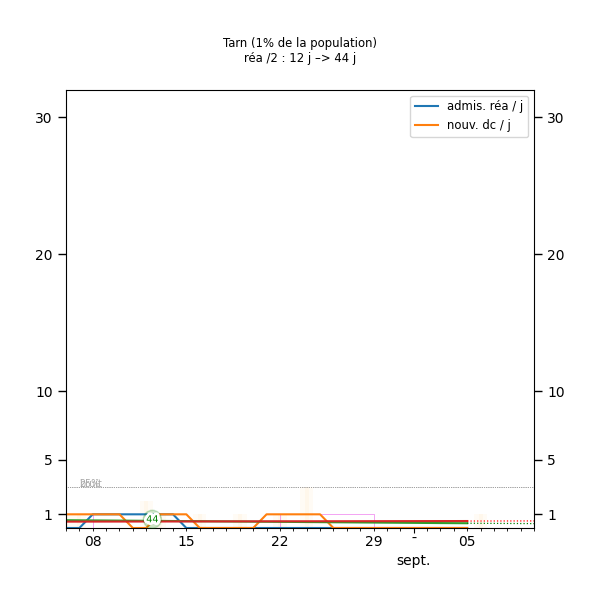 Tarn (1% de la population)
réa /2 : 12 j –> 44 j
admis. réa / j
nouv. dc / j
30 30
20 20
10 10
5 5
1 1
44
08 15 22 29 - 05
sept.